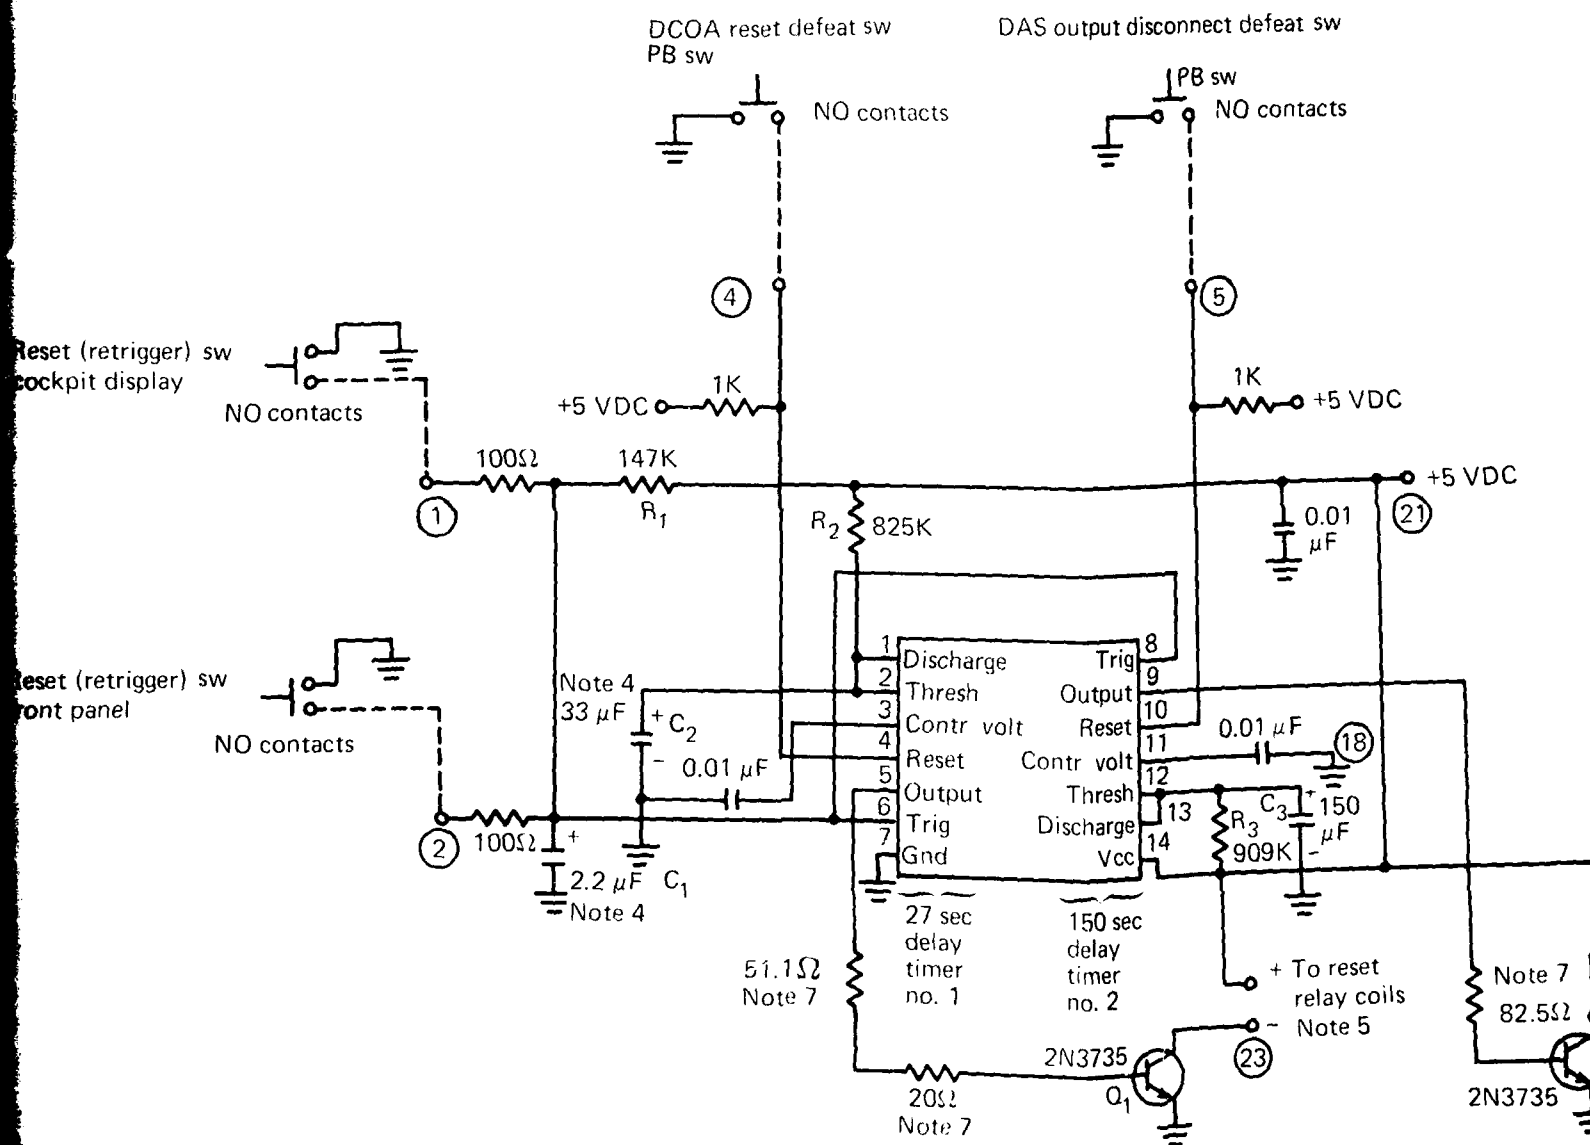 DCOA reset defeat sw
PB sw
NO contacts
DAS output disconnect defeat sw
PB sw
NO contacts
4
5
Reset (retrigger) sw
cockpit display
NO contacts
1K
+5 VDC
1K
+5 VDC
100Ω
147K
R1
1
R2
825K
+5 VDC
21
0.01
μF
Reset (retrigger) sw
front panel
NO contacts
Note 4
33 μF
+
C2
-
0.01 μF
1
2
3
4
5
6
7
Discharge
Thresh
Contr volt
Reset
Output
Trig
Gnd
Trig
Output
Reset
Contr volt
Thresh
Discharge
Vcc
8
9
10
11
12
13
14
0.01 μF
18
R3
909K
C3
+
150
μF
-
2
100Ω
+
2.2 μF C1
Note 4
27 sec
delay
timer
no. 1
150 sec
delay
timer
no. 2
51.1Ω
Note 7
+ To reset
relay coils
- Note 5
23
Note 7
82.5Ω
2N3735
Q1
20Ω
Note 7
2N3735